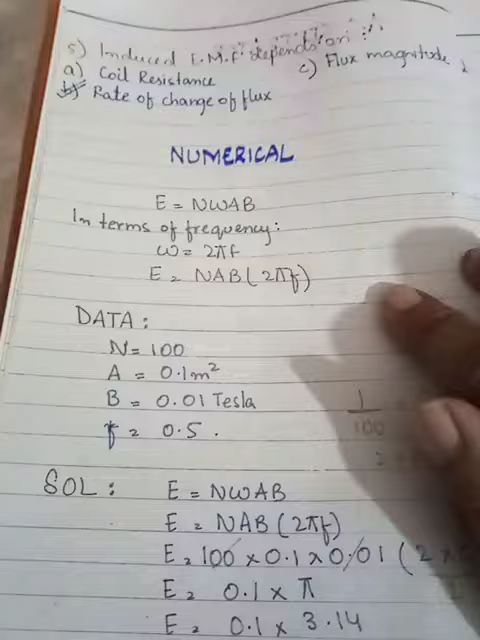 5) Induced E.M.F depends on :
a) Coil Resistance
c) Flux magnitude
b) Rate of change of flux
NUMERICAL
E = NWAB
In terms of frequency:
ω = 2πf
E = NAB (2πf)
DATA:
N = 100
A = 0.1m²
B = 0.01 Tesla
f = 0.5.
1
100
SOL: E = NWAB
E = NAB (2πf)
E = 100 x 0.1 x 0.01 ( 2 x
E = 0.1 x π
E = 0.1 x 3.14